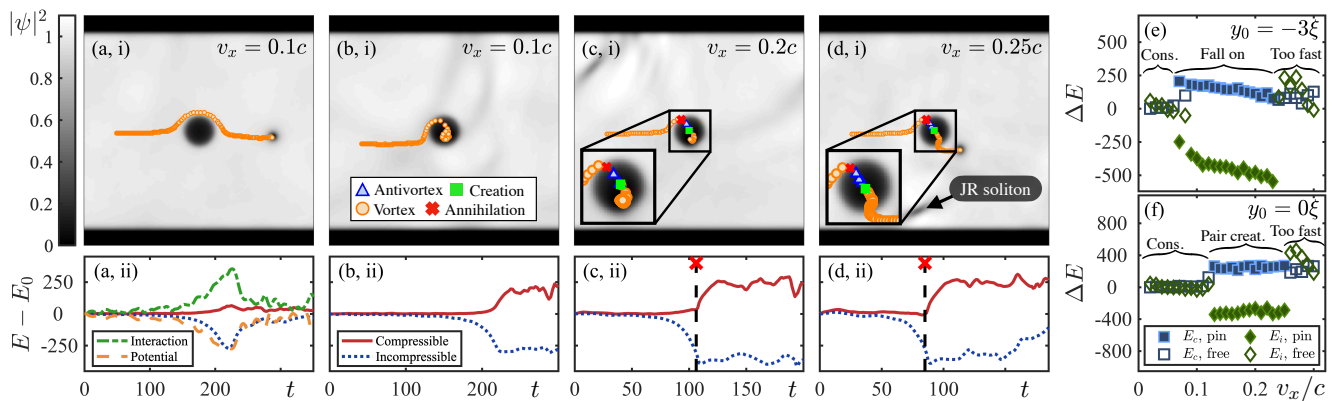 |ψ|²
1
0.8
0.6
0.4
0.2
0
(a, i) v_x = 0.1c
(b, i) v_x = 0.1c
Antivortex Creation
Vortex Annihilation
(c, i) v_x = 0.2c
(d, i) v_x = 0.25c
JR soliton
E − E₀
250
0
-250
(a, ii)
Interaction
Potential
0 100 200 t
(b, ii)
Compressible
Incompressible
0 100 200 t
(c, ii)
0 50 100 150 t
(d, ii)
0 50 100 150 t
(e) y₀ = −3ξ
Cons. Fall on Too fast
ΔE
500
250
0
-250
-500
(f) y₀ = 0ξ
Cons. Pair creat. Too fast
ΔE
800
400
0
-400
-800
E_c, pin E_i, pin
E_c, free E_i, free
0 0.1 0.2 v_x/c